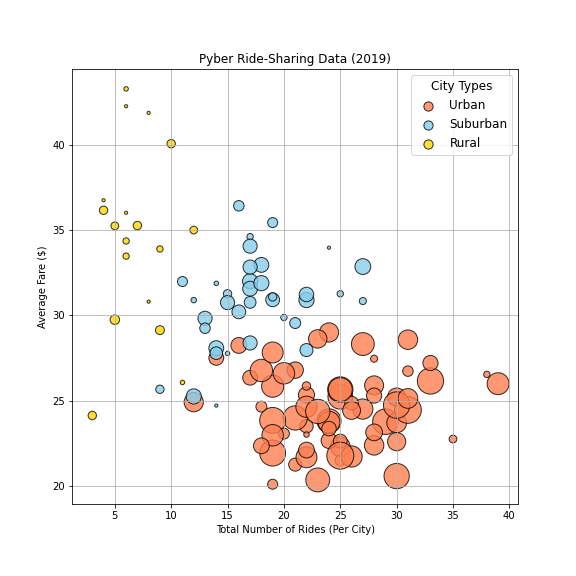 Pyber Ride-Sharing Data (2019)
City Types
Urban
Suburban
Rural
Average Fare ($)
40
35
30
25
20
5 10 15 20 25 30 35 40
Total Number of Rides (Per City)